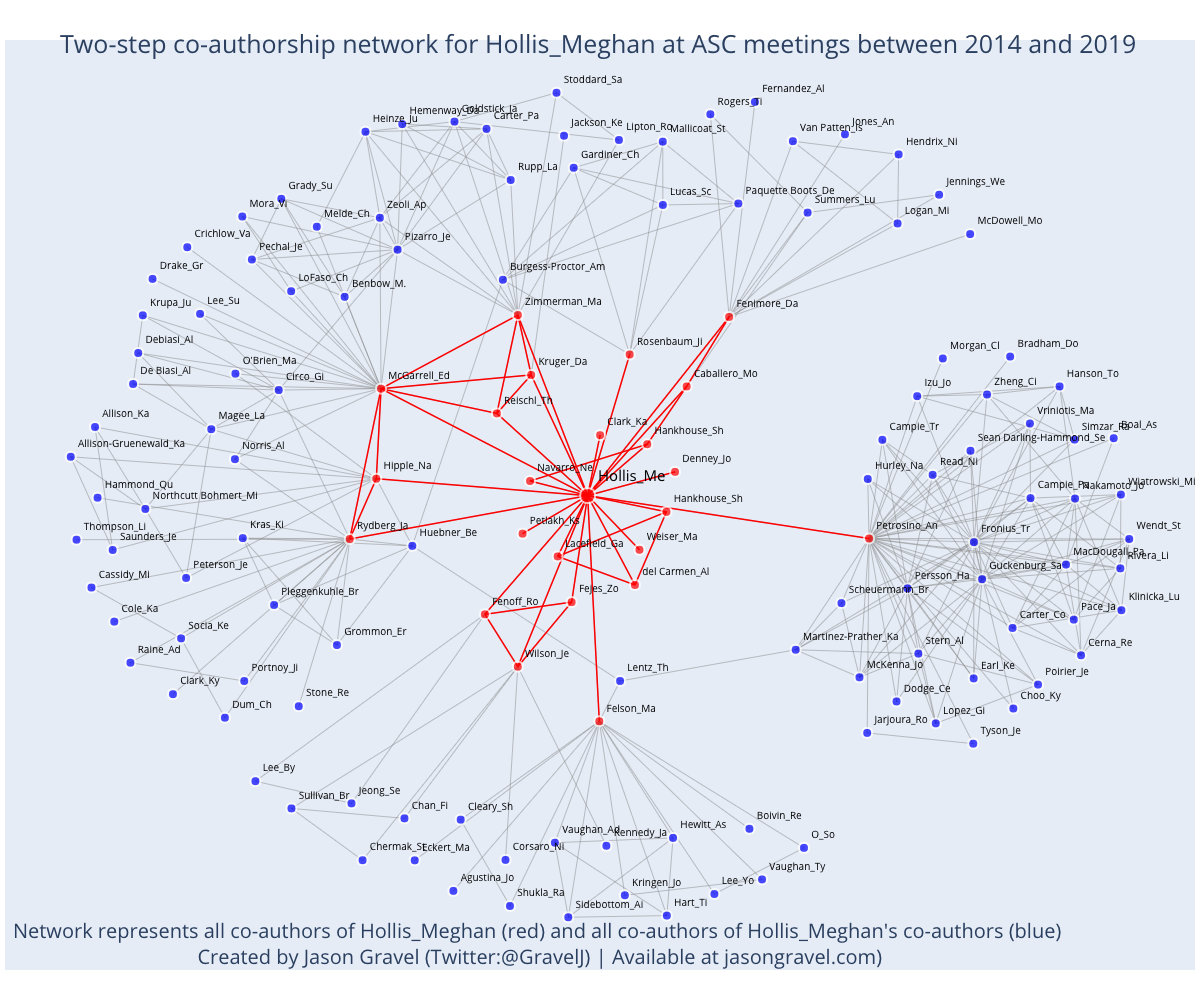 Two-step co-authorship network for Hollis_Meghan at ASC meetings between 2014 and 2019
Stoddard_Sa
Fernandez_Al
Rogers_Ti
Hemenway_Da
Goldstick_Ja
Carter_Pa
Heinze_Ju
Jackson_Ke
Lipton_Ro
Mallicoat_St
Van Patten_Is
Jones_An
Hendrix_Ni
Gardiner_Ch
Rupp_La
Grady_Su
Lucas_Sc
Paquette Boots_De
Jennings_We
Summers_Lu
Mora_Vi
Melde_Ch
Zeoli_Ap
Logan_Mi
McDowell_Mo
Crichlow_Va
Pechal_Je
Pizarro_Je
Drake_Gr
LoFaso_Ch
Benbow_M.
Burgess-Proctor_Am
Krupa_Ju
Lee_Su
Zimmerman_Ma
Fenimore_Da
Debiasi_Al
Rosenbaum_Ji
Morgan_Cl
Bradham_Do
De Biasi_Al
O'Brien_Ma
Circo_Gi
McGarrell_Ed
Kruger_Da
Caballero_Mo
Izu_Jo
Zheng_Ci
Hanson_To
Reischl_Th
Allison_Ka
Magee_La
Clark_Ka
Hankhouse_Sh
Vriniotis_Ma
Simzar_Ra
Boal_As
Campie_Tr
Sean Darling-Hammond_Se
Allison-Gruenewald_Ka
Norris_Al
Hipple_Na
Navarro_Ne
Hollis_Me
Denney_Jo
Hurley_Na
Read_Ni
Campie_Pa
Nakamoto_Jo
Wiatrowski_Mi
Hammond_Qu
Northcutt Bohmert_Mi
Hankhouse_Sh
Thompson_Li
Saunders_Je
Kras_Ki
Rydberg_Ja
Huebner_Be
Petlakh_Ks
Lacefield_Ga
Weiser_Ma
Petrosino_An
Fronius_Tr
Wendt_St
MacDougall_Pa
Rivera_Li
Cassidy_Mi
Peterson_Je
del Carmen_Al
Persson_Ha
Guckenburg_Sa
Cole_Ka
Pleggenkuhle_Br
Fenoff_Ro
Fejes_Zo
Scheuermann_Br
Carter_Co
Pace_Ja
Klinicka_Lu
Raine_Ad
Socia_Ke
Grommon_Er
Wilson_Je
Lentz_Th
Martinez-Prather_Ka
Stern_Al
Cerna_Re
Clark_Ky
Portnoy_Ji
McKenna_Jo
Earl_Ke
Poirier_Je
Dum_Ch
Stone_Re
Felson_Ma
Dodge_Ce
Choo_Ky
Jarjoura_Ro
Lopez_Gi
Tyson_Je
Lee_By
Sullivan_Br
Jeong_Se
Chan_Fi
Cleary_Sh
Vaughan_Ad
Kennedy_Ja
Hewitt_As
Boivin_Re
O_So
Chermak_St
Eckert_Ma
Corsaro_Ni
Vaughan_Ty
Agustina_Jo
Shukla_Ra
Kringen_Jo
Lee_Yo
Sidebottom_Ai
Hart_Ti
Network represents all co-authors of Hollis_Meghan (red) and all co-authors of Hollis_Meghan's co-authors (blue)
Created by Jason Gravel (Twitter:@GravelJ) | Available at jasongravel.com)